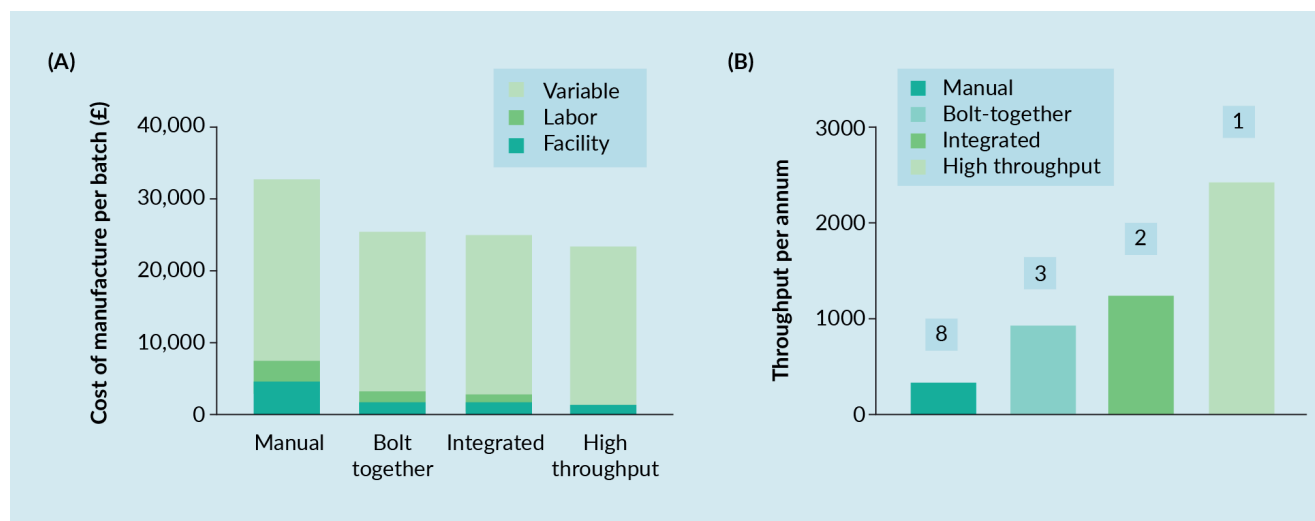 (A)
Cost of manufacture per batch (£)
40,000
30,000
20,000
10,000
0
Variable
Labor
Facility
Manual
Bolt
together
Integrated
High
throughput
(B)
Throughput per annum
3000
2000
1000
0
Manual
Bolt-together
Integrated
High throughput
8
3
2
1